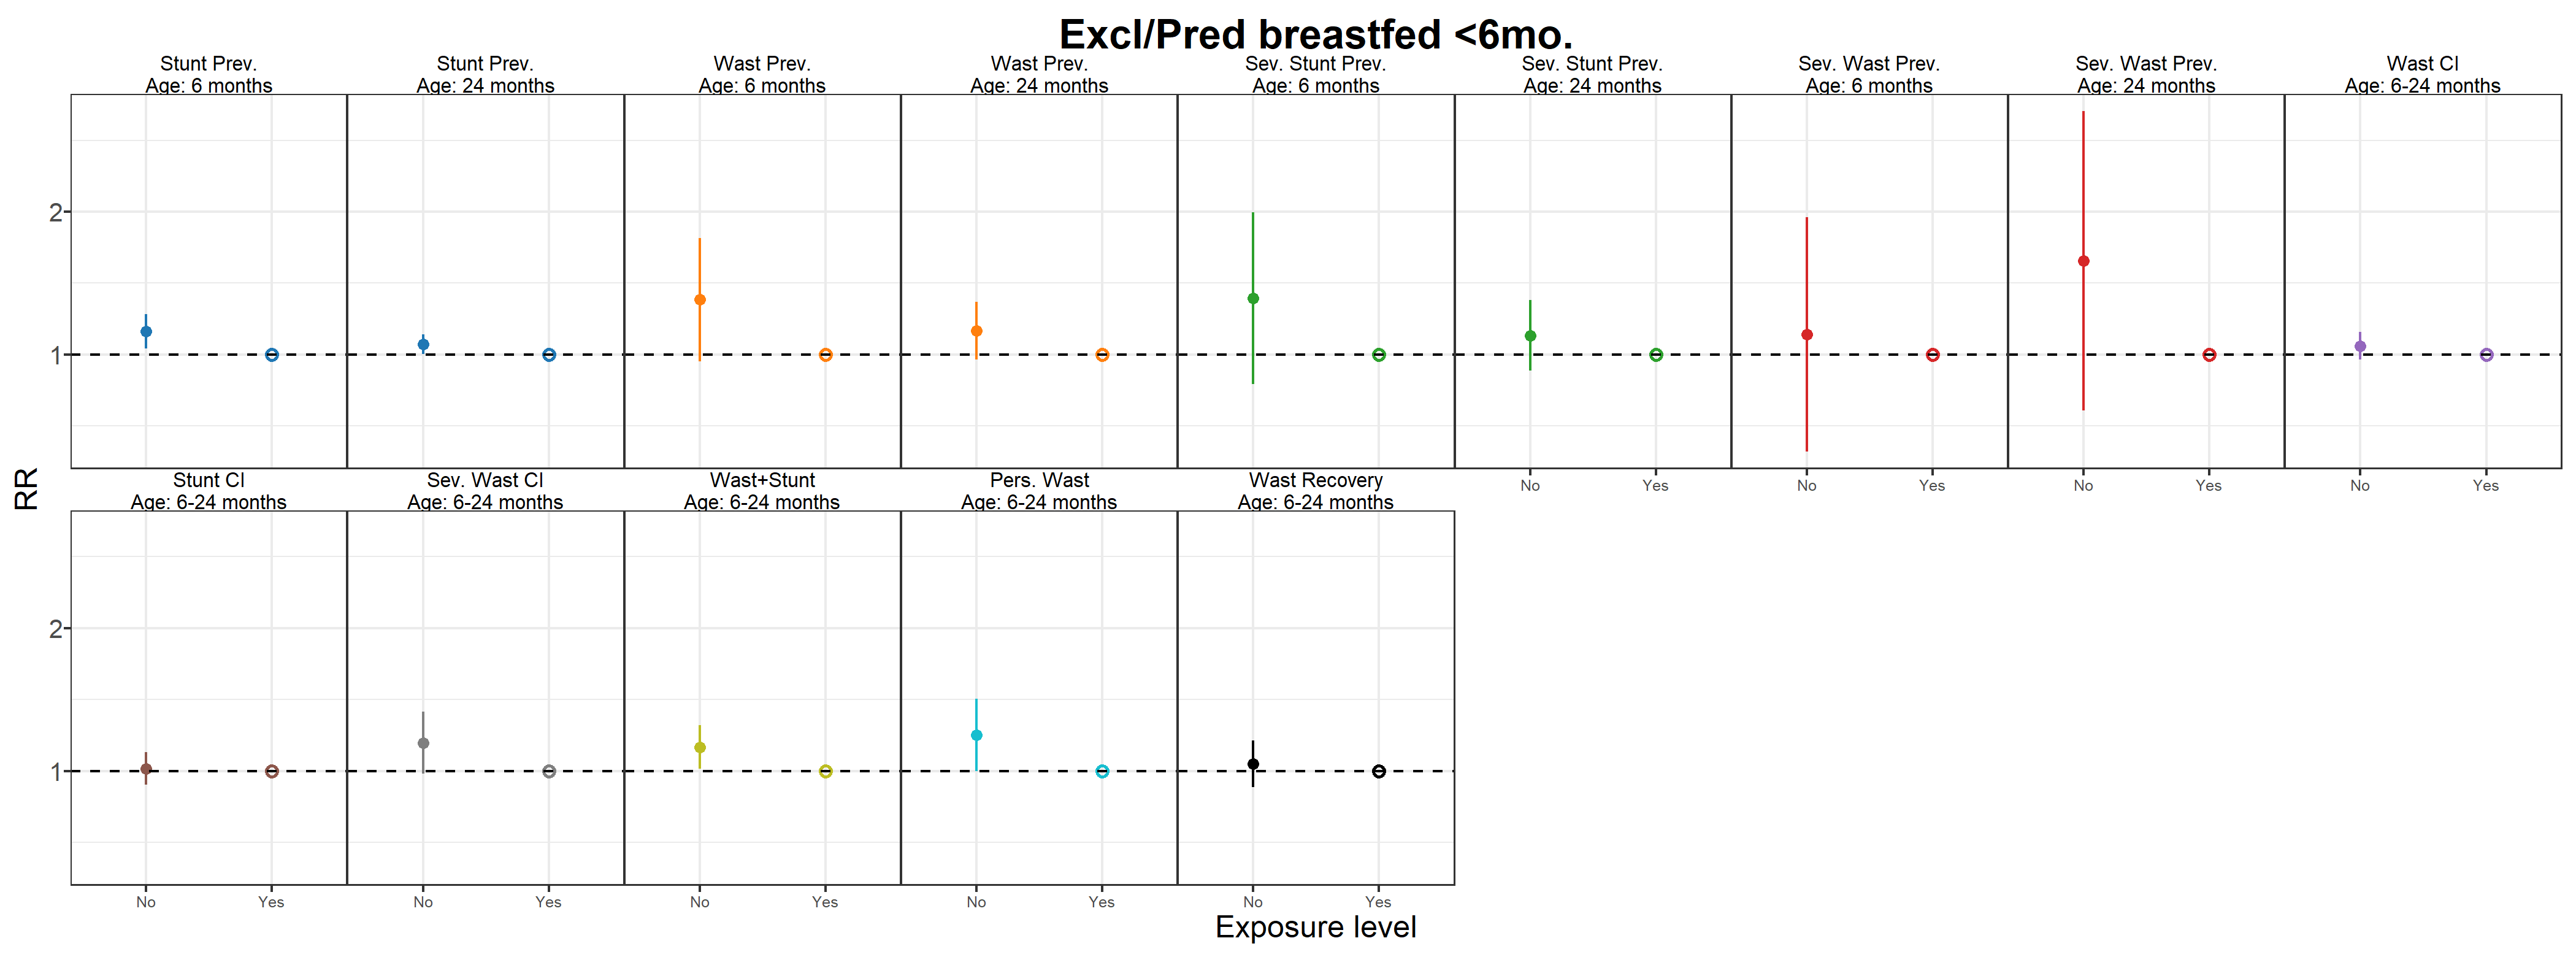 Excl/Pred breastfed <6mo.
Stunt Prev. Stunt Prev. Wast Prev. Wast Prev. Sev. Stunt Prev. Sev. Stunt Prev. Sev. Wast Prev. Sev. Wast Prev. Wast CI
Age: 6 months Age: 24 months Age: 6 months Age: 24 months Age: 6 months Age: 24 months Age: 6 months Age: 24 months Age: 6-24 months
2
1
No Yes No Yes No Yes No Yes
RR
Stunt CI Sev. Wast CI Wast+Stunt Pers. Wast Wast Recovery
Age: 6-24 months Age: 6-24 months Age: 6-24 months Age: 6-24 months Age: 6-24 months
2
1
No Yes No Yes No Yes No Yes No Yes
Exposure level